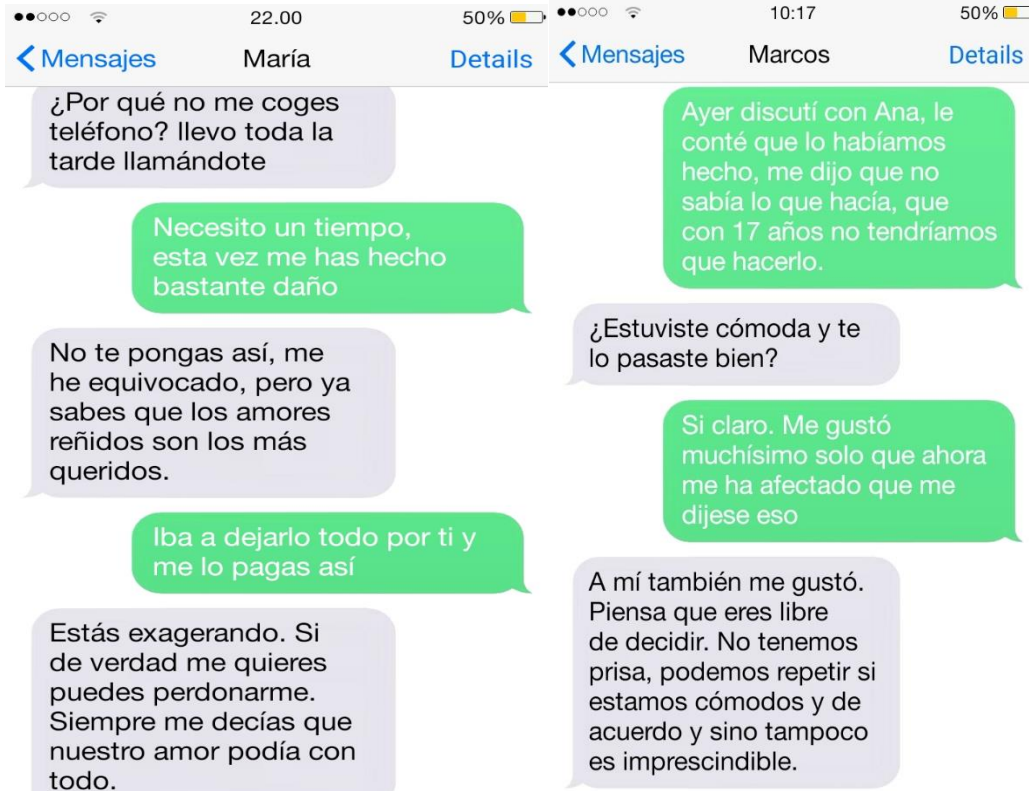 22.00
50%
Mensajes
María
Details
¿Por qué no me coges
teléfono? llevo toda la
tarde llamándote
Necesito un tiempo,
esta vez me has hecho
bastante daño
No te pongas así, me
he equivocado, pero ya
sabes que los amores
reñidos son los más
queridos.
Iba a dejarlo todo por ti y
me lo pagas así
Estás exagerando. Si
de verdad me quieres
puedes perdonarme.
Siempre me decías que
nuestro amor podía con
todo.
10:17
50%
Mensajes
Marcos
Details
Ayer discutí con Ana, le
conté que lo habíamos
hecho, me dijo que no
sabía lo que hacía, que
con 17 años no tendríamos
que hacerlo.
¿Estuviste cómoda y te
lo pasaste bien?
Si claro. Me gustó
muchísimo solo que ahora
me ha afectado que me
dijese eso
A mí también me gustó.
Piensa que eres libre
de decidir. No tenemos
prisa, podemos repetir si
estamos cómodos y de
acuerdo y sino tampoco
es imprescindible.